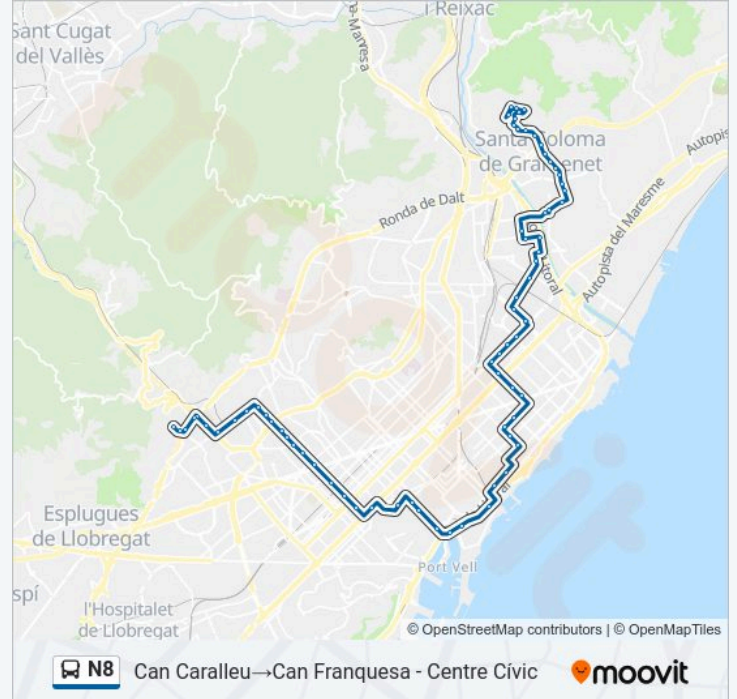 i Reixac
Sant Cugat
del Vallès
Santa Coloma
de Gramenet
Autopis
Ronda de Dalt
Autopista del Maresme
Litoral
Esplugues
de Llobregat
Port Vell
spí
l'Hospitalet
de Llobregat
© OpenStreetMap contributors | © OpenMapTiles
N8 Can Caralleu→Can Franquesa - Centre Cívic moovit